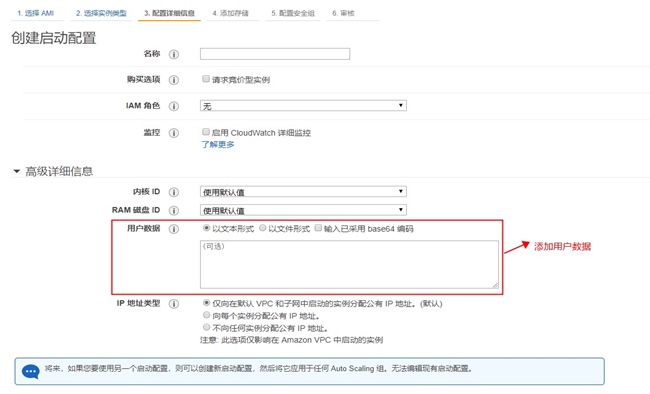 1. 选择 AMI 2. 选择实例类型 3. 配置详细信息 4. 添加存储 5. 配置安全组 6. 审核
创建启动配置
名称
购买选项 请求竞价型实例
IAM 角色 无
监控 启用 CloudWatch 详细监控
了解更多
高级详细信息
内核 ID 使用默认值
RAM 磁盘 ID 使用默认值
用户数据 以文本形式 以文件形式 输入已采用 base64 编码
(可选)
添加用户数据
IP 地址类型 仅向在默认 VPC 和子网中启动的实例分配公有 IP 地址。(默认)
向每个实例分配公有 IP 地址。
不向任何实例分配公有 IP 地址。
注意: 此选项仅影响在 Amazon VPC 中启动的实例
将来，如果您要使用另一个启动配置，则可以创建新启动配置，然后将它应用于任何 Auto Scaling 组。无法编辑现有启动配置。